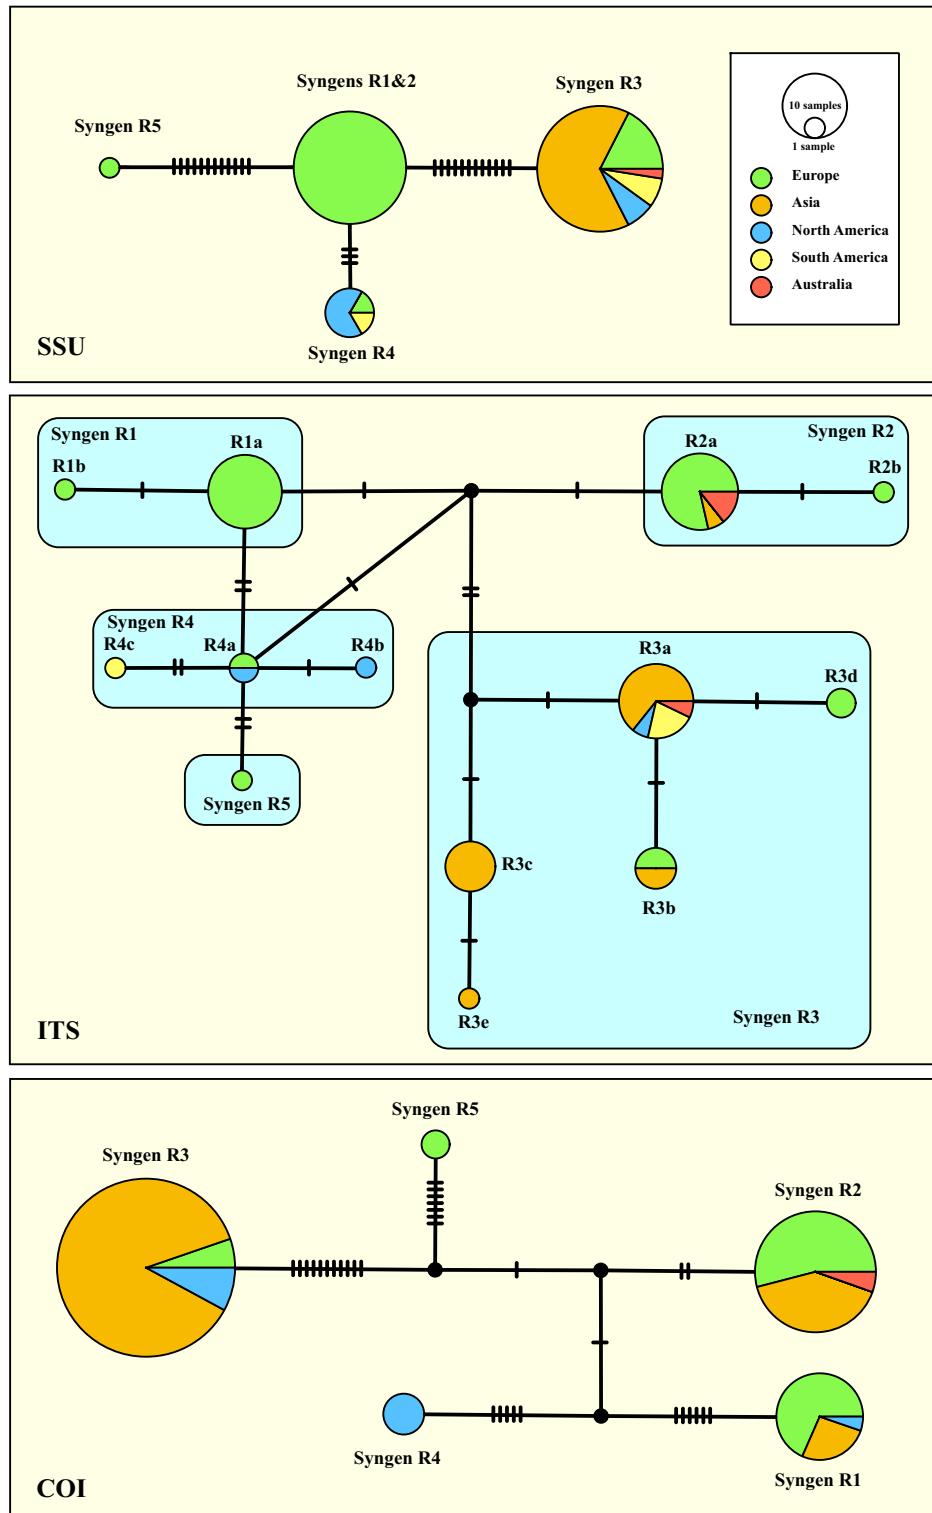 Syngens R1&2
Syngen R3
Syngen R5
Syngen R4
SSU
10 samples
1 sample
Europe
Asia
North America
South America
Australia
Syngen R1
R1a
R1b
Syngen R2
R2a
R2b
Syngen R4
R4c
R4a
R4b
Syngen R5
R3a
R3d
R3c
R3b
R3e
Syngen R3
ITS
Syngen R5
Syngen R3
Syngen R2
Syngen R4
Syngen R1
COI